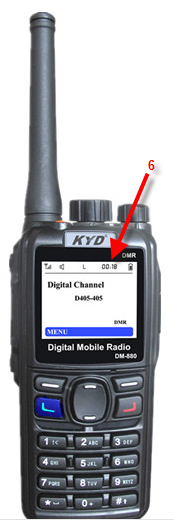 6
KYD
DMR
L 00:18
Digital Channel
D405-405
DMR
MENU
Digital Mobile Radio
DM-880
1 2 ABC 3 DEF
4 GHI 5 JKL 6 MNO
7 PQRS 8 TUV 9 WXYZ
* 0 + #